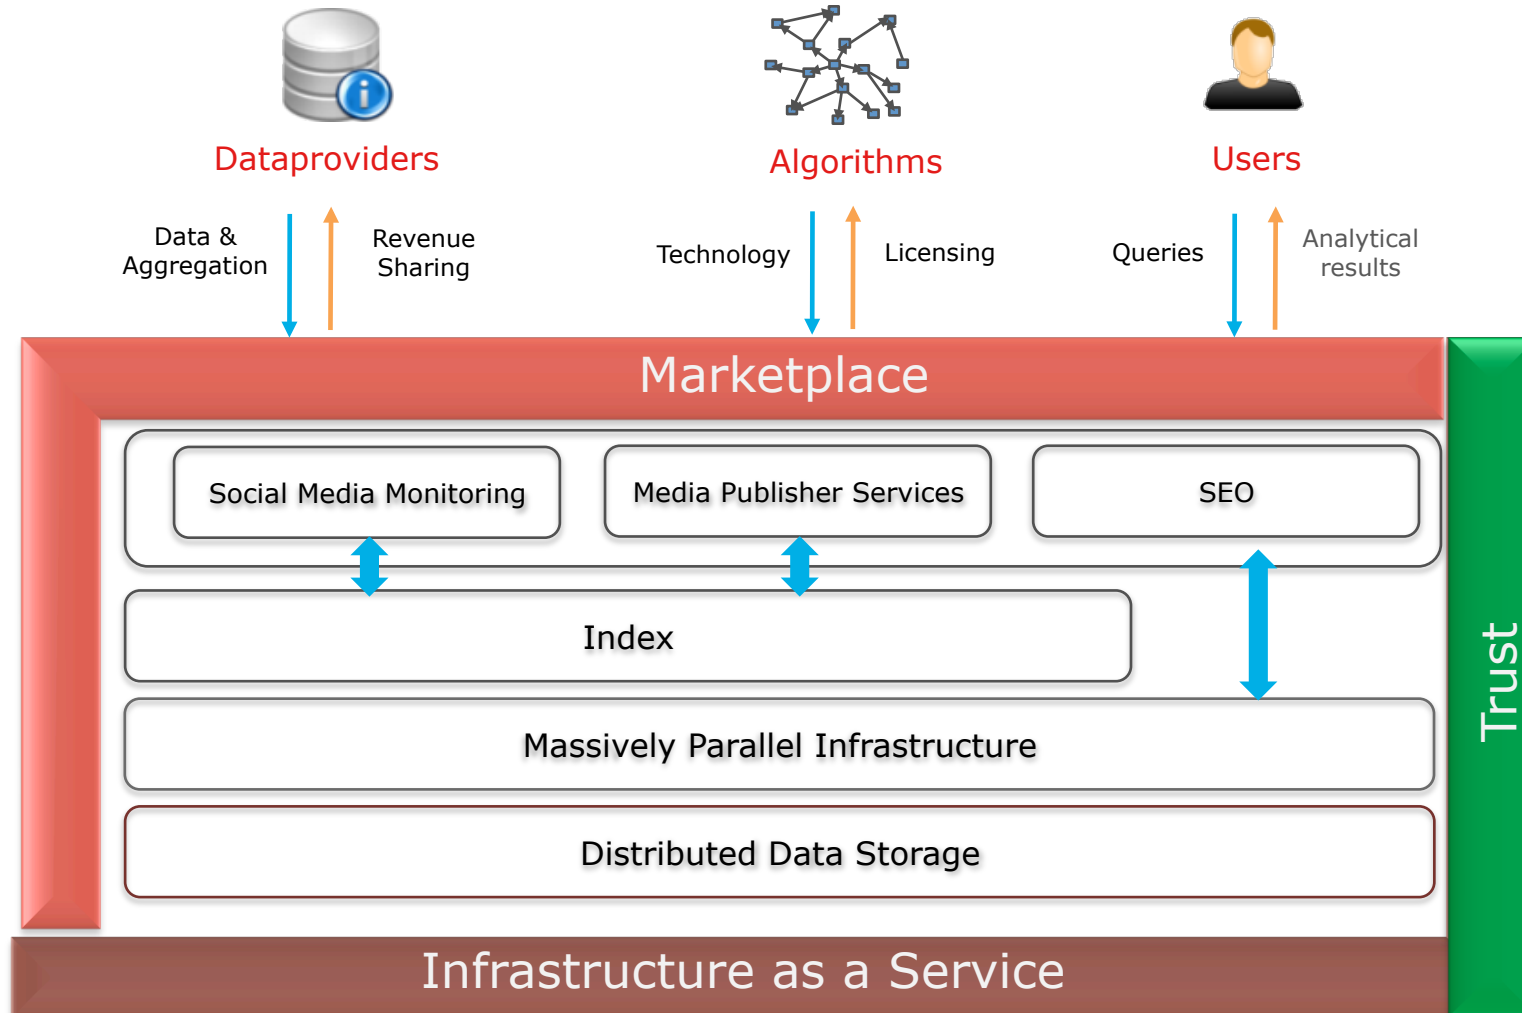 Dataproviders
Algorithms
Users
Data &
Aggregation
Revenue
Sharing
Technology
Licensing
Queries
Analytical
results
Marketplace
Social Media Monitoring
Media Publisher Services
SEO
Index
Massively Parallel Infrastructure
Distributed Data Storage
Trust
Infrastructure as a Service